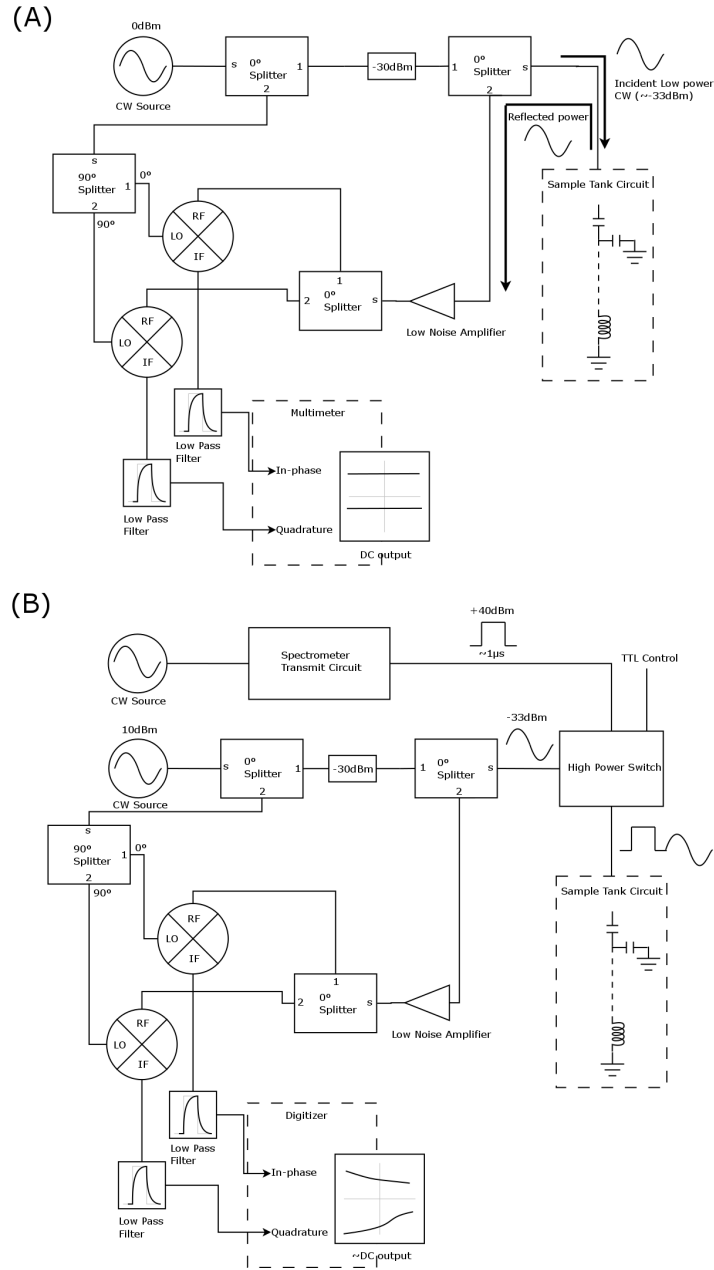 (A)
0dBm
CW Source
s
0º
Splitter
1
2
-30dBm
1
0º
Splitter
s
2
Incident Low power
CW (~-33dBm)
Reflected power
Sample Tank Circuit
s
90º
Splitter
1
2
0º
90º
RF
LO
IF
RF
LO
IF
1
2
0º
Splitter
s
Low Noise Amplifier
Low Pass
Filter
Low Pass
Filter
Multimeter
In-phase
Quadrature
DC output
(B)
CW Source
Spectrometer
Transmit Circuit
+40dBm
~1µs
TTL Control
10dBm
CW Source
s
0º
Splitter
1
2
-30dBm
1
0º
Splitter
s
2
-33dBm
High Power Switch
Sample Tank Circuit
s
90º
Splitter
1
2
0º
90º
RF
LO
IF
RF
LO
IF
1
2
0º
Splitter
s
Low Noise Amplifier
Low Pass
Filter
Low Pass
Filter
Digitizer
In-phase
Quadrature
~DC output